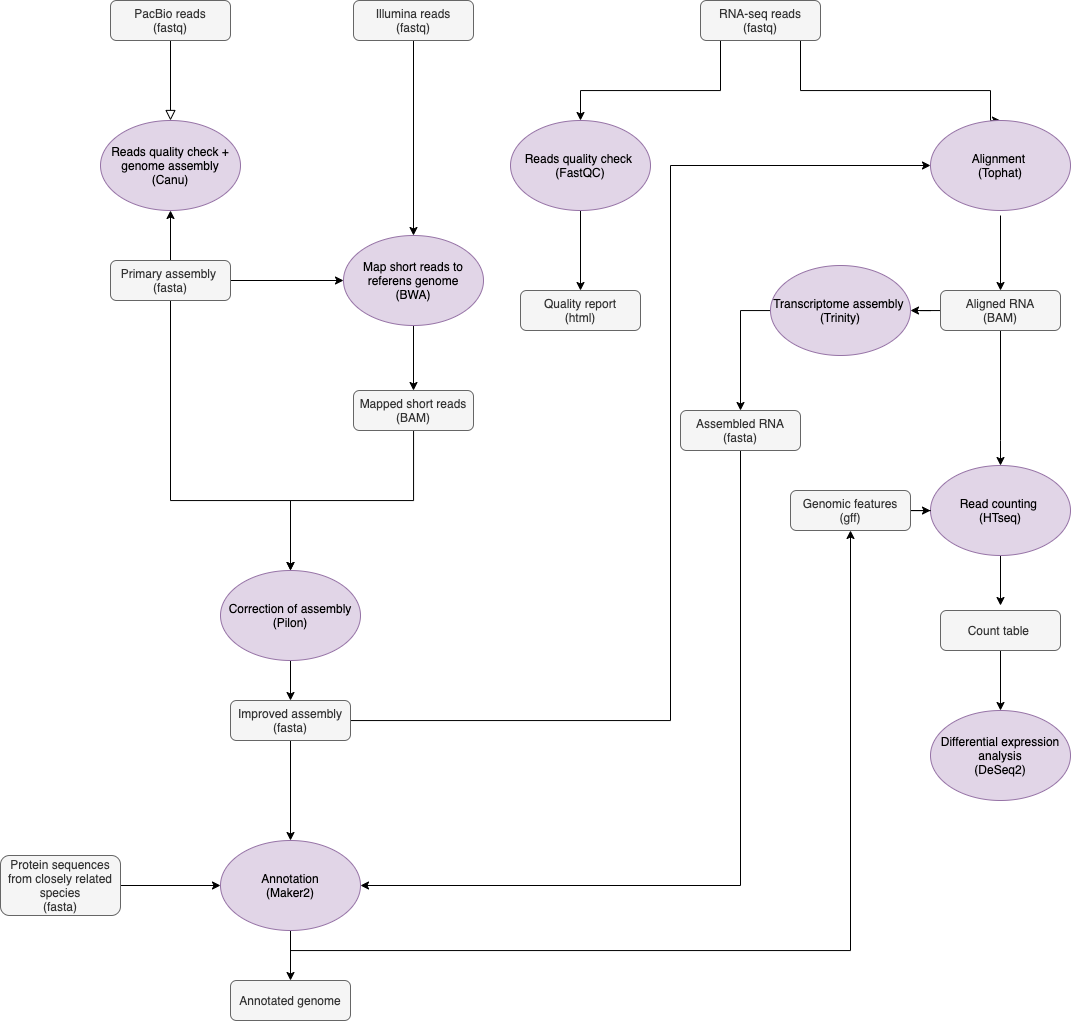 PacBio reads
(fastq)
Illumina reads
(fastq)
RNA-seq reads
(fastq)
Reads quality check +
genome assembly
(Canu)
Reads quality check
(FastQC)
Alignment
(Tophat)
Primary assembly
(fasta)
Map short reads to
referens genome
(BWA)
Quality report
(html)
Transcriptome assembly
(Trinity)
Aligned RNA
(BAM)
Mapped short reads
(BAM)
Assembled RNA
(fasta)
Genomic features
(gff)
Read counting
(HTseq)
Correction of assembly
(Pilon)
Count table
Improved assembly
(fasta)
Differential expression
analysis
(DeSeq2)
Protein sequences
from closely related
species
(fasta)
Annotation
(Maker2)
Annotated genome